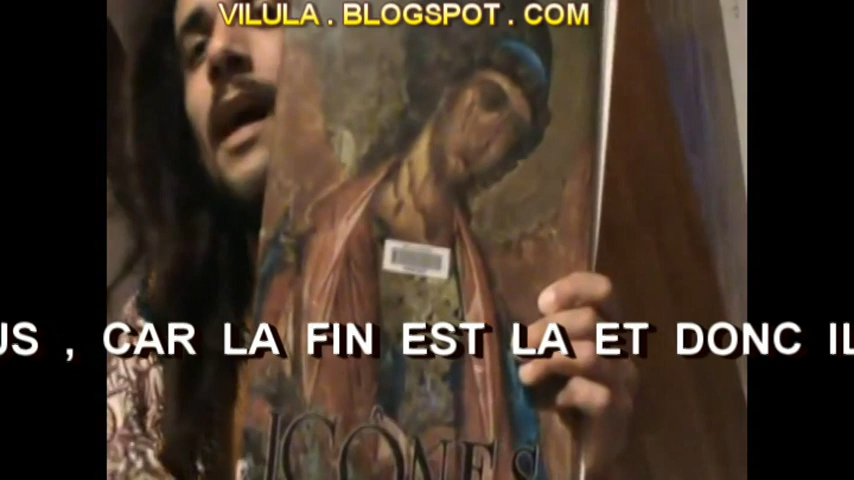 VILULA . BLOGSPOT . COM
US , CAR LA FIN EST LA ET DONC IL
ICÔNES